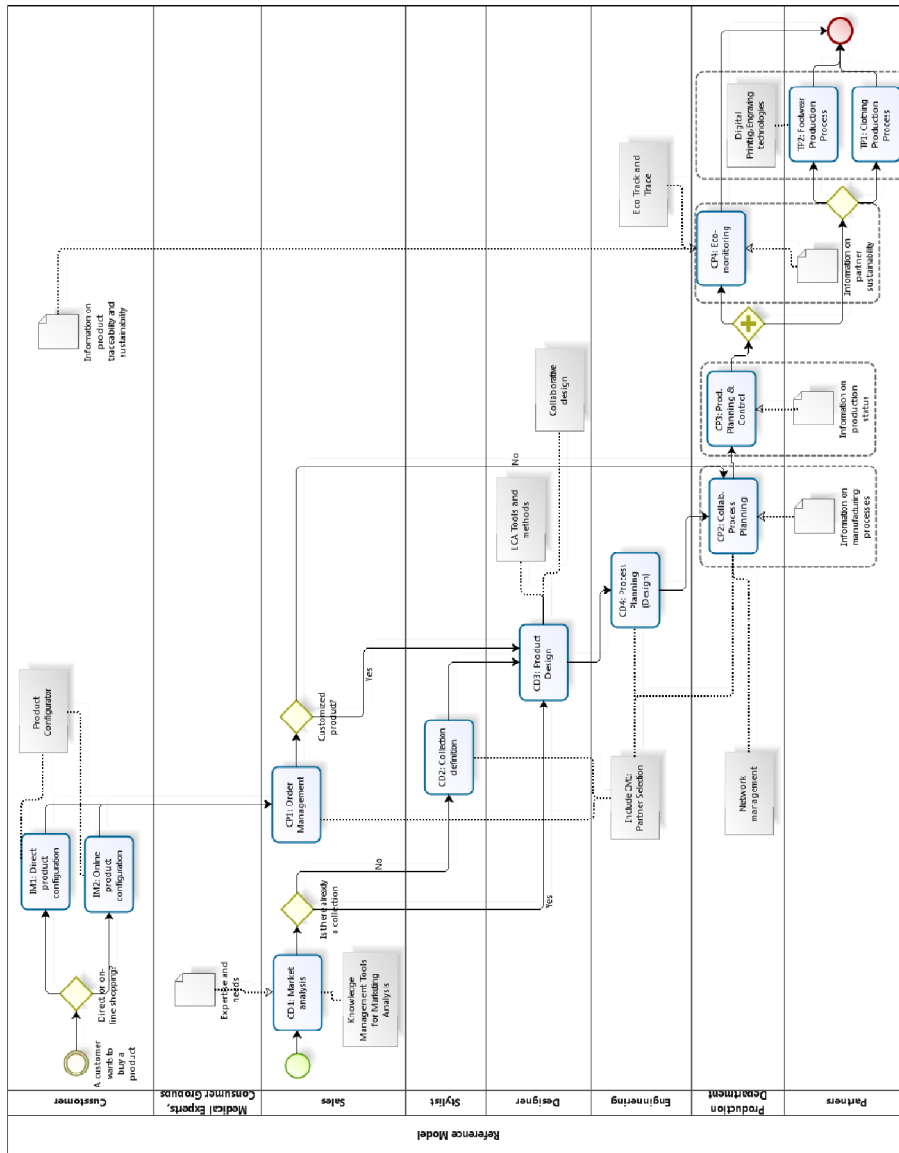 Reference Model
Cusstomer
A customer
wants to
buy a
product
Direct or on-
line shopping?
IM1: Direct
product
configuration
IM2: Online
product
configuration
Product
Configurator
Information on
product
traceability and
sustainability
Medical Experts,
Consumer Groups
Expertise and
needs
Sales
CD1: Market
analysis
Knowledge
Management Tools
for Marketing
Analysis
Is there already
a collection
No
Yes
CP1: Order
Management
Customized
product?
Yes
No
Stylist
CD2: Collection
definition
Designer
CD3: Product
Design
LCA Tools and
methods
Collaborative
design
Engineering
Partner Selection
CD4: Process
Planning
(Design)
Eco Track and
Trace
Production
Department
Network
management
CP2: Collab.
Process
Planning
CP3: Prod.
Planning &
Control
CP4: Eco-
monitoring
Digital
technologies
Partners
Information on
manufacturing
processes
Information on
production
status
Information on
partner
sustainability
TP2: Footwear
Production
Process
TP1: Clothing
Production
Process